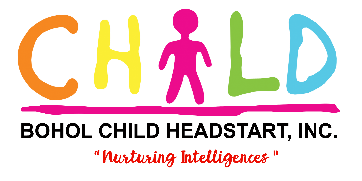 CHILD
BOHOL CHILD HEADSTART, INC.
"Nurturing Intelligences"